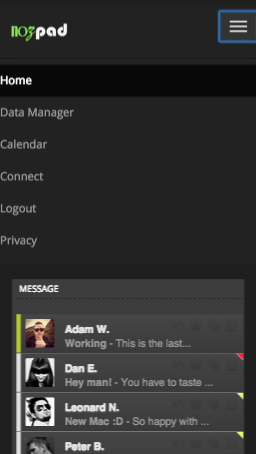 nozpad
Home
Data Manager
Calendar
Connect
Logout
Privacy
MESSAGE
Adam W.
Working - This is the last...
Dan E.
Hey man! - You have to taste ...
Leonard N.
New Mac :D - So happy with ...
Peter B.